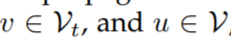 v ∈ 𝒱ₜ, and u ∈ 𝒱,